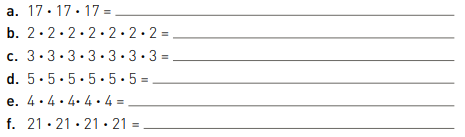 a. 17 • 17 • 17 =
b. 2 • 2 • 2 • 2 • 2 • 2 • 2 =
c. 3 • 3 • 3 • 3 • 3 • 3 • 3 =
d. 5 • 5 • 5 • 5 • 5 • 5 =
e. 4 • 4 • 4 • 4 • 4 =
f. 21 • 21 • 21 • 21 =